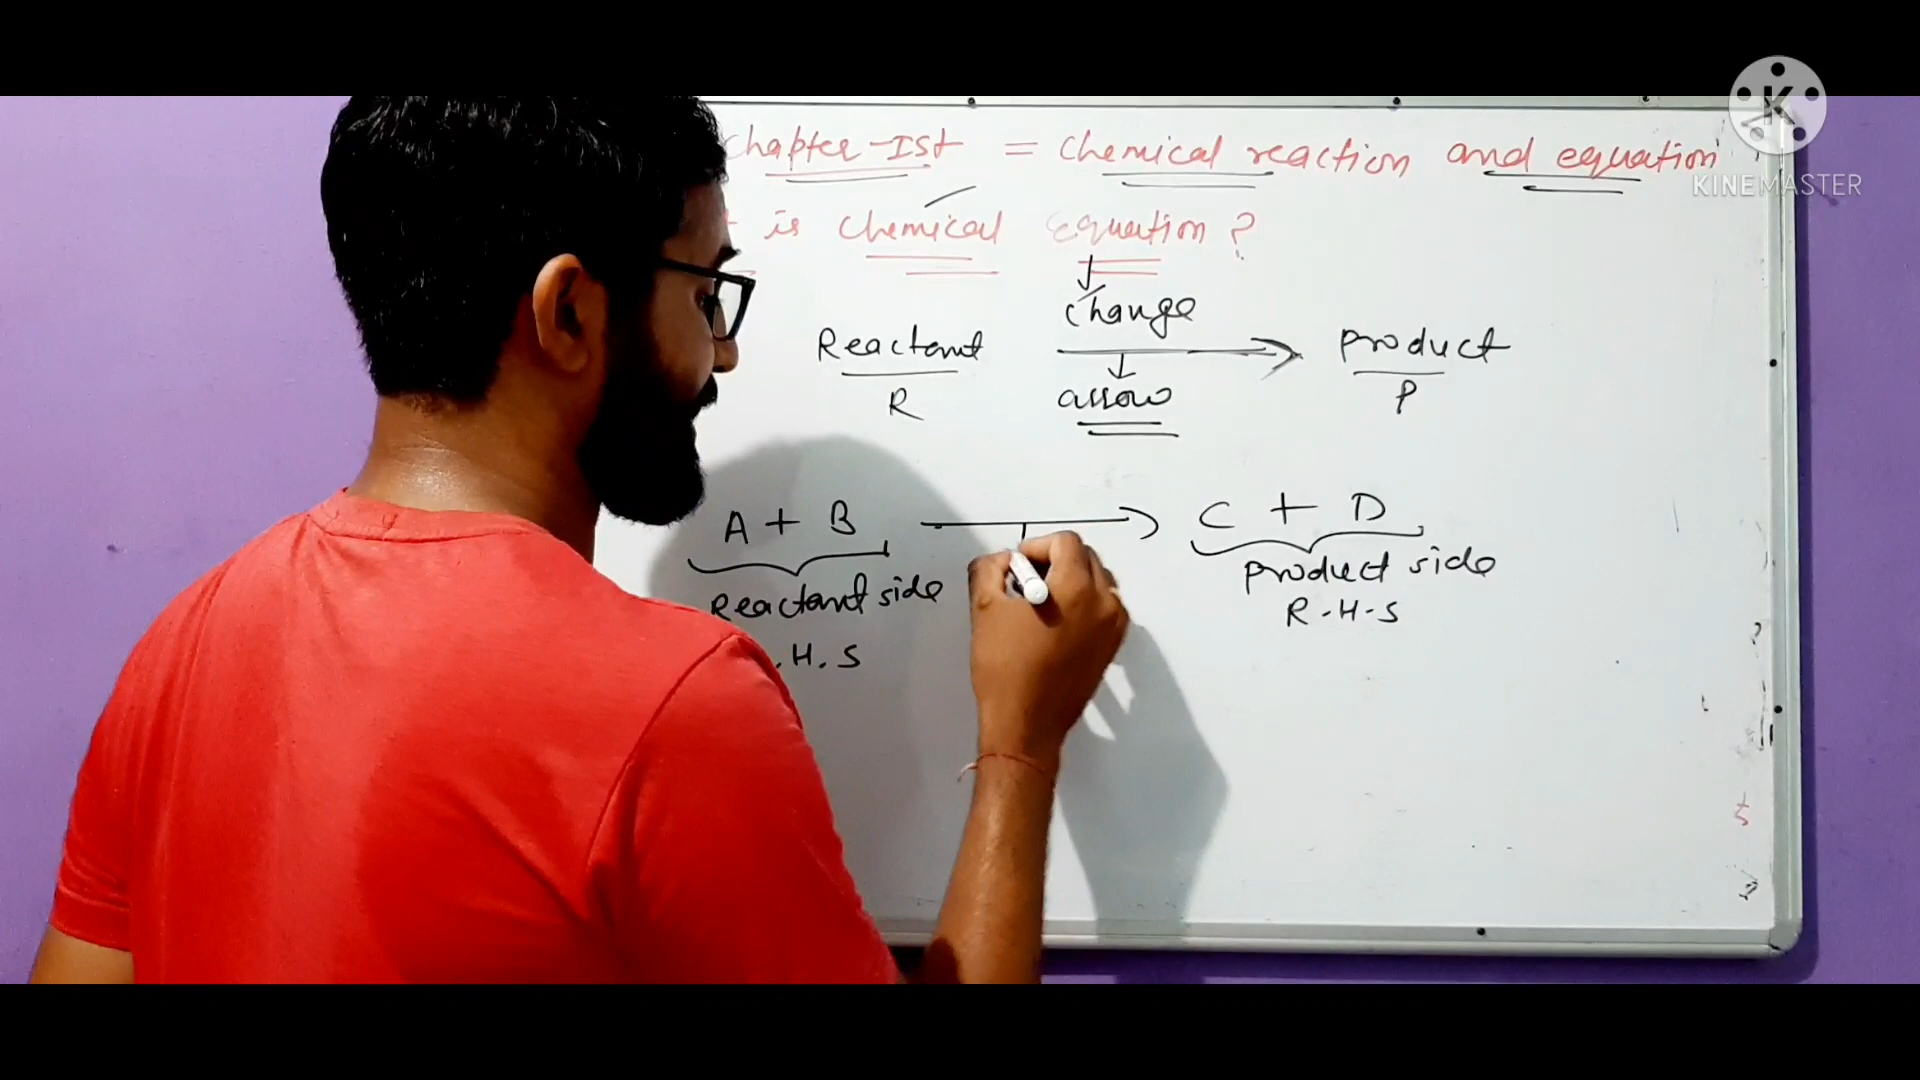 Chapter-Ist = Chemical reaction and equation
KINEMASTER
is Chemical equation ?
change
Reactant → product
R arrow P
A + B → C + D
Reactant side product side
.H.S R.H.S